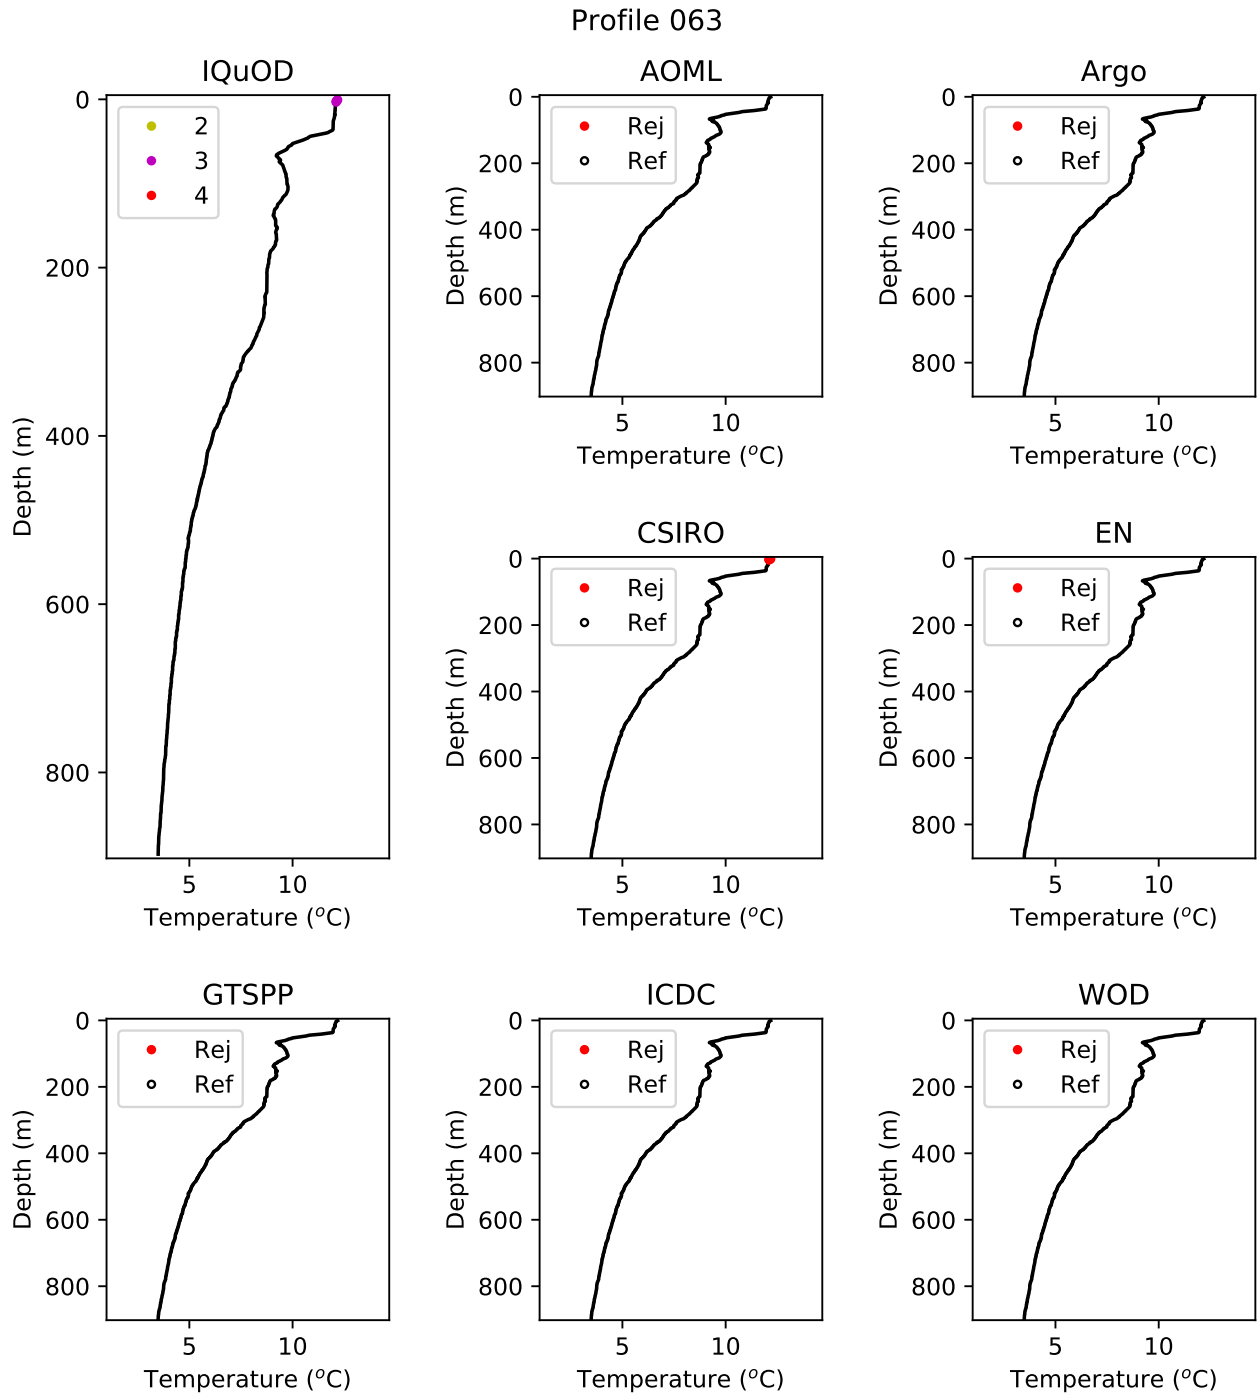 Profile 063
IQuOD
0
200
400
600
800
5
10
Depth (m)
Temperature (°C)
2
3
4
AOML
0
200
400
600
800
5
10
Depth (m)
Temperature (°C)
Rej
Ref
Argo
0
200
400
600
800
5
10
Depth (m)
Temperature (°C)
Rej
Ref
CSIRO
0
200
400
600
800
5
10
Depth (m)
Temperature (°C)
Rej
Ref
EN
0
200
400
600
800
5
10
Depth (m)
Temperature (°C)
Rej
Ref
GTSPP
0
200
400
600
800
5
10
Depth (m)
Temperature (°C)
Rej
Ref
ICDC
0
200
400
600
800
5
10
Depth (m)
Temperature (°C)
Rej
Ref
WOD
0
200
400
600
800
5
10
Depth (m)
Temperature (°C)
Rej
Ref